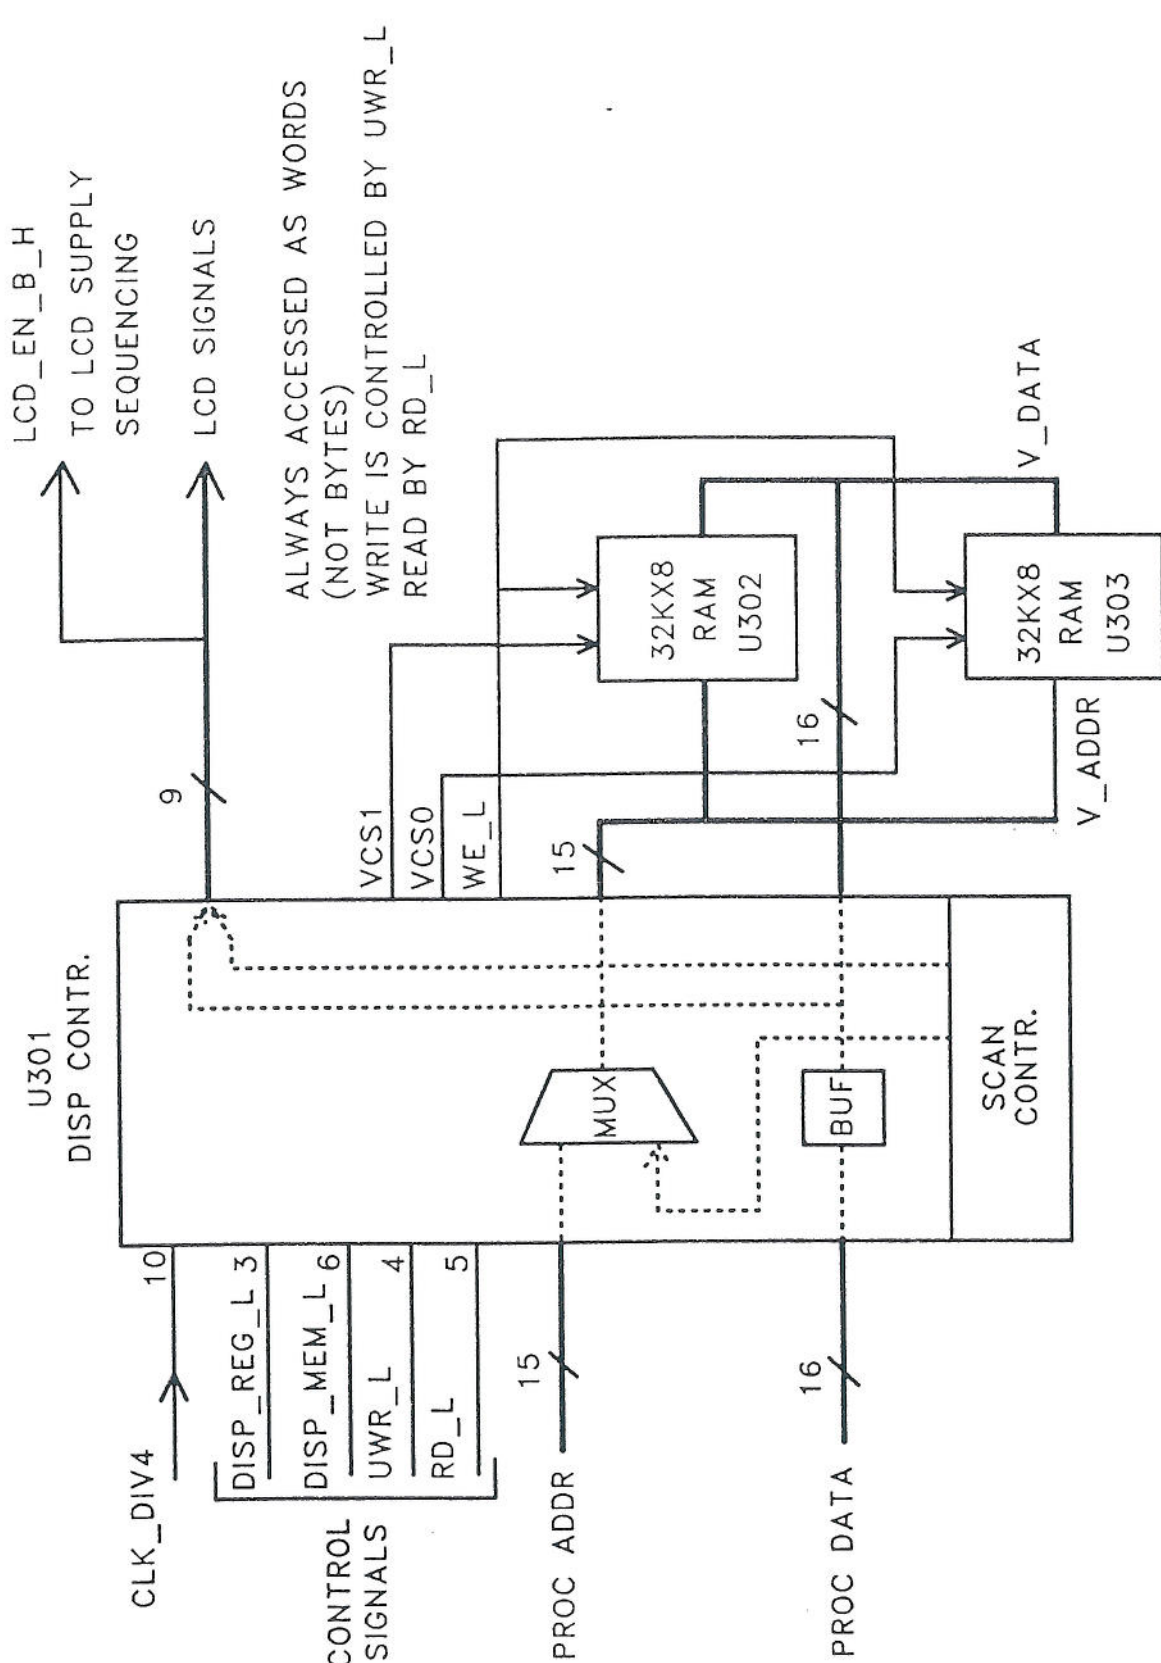 U301
DISP CONTR.
LCD_EN_B_H
TO LCD SUPPLY
SEQUENCING
LCD SIGNALS
9
ALWAYS ACCESSED AS WORDS
(NOT BYTES)
WRITE IS CONTROLLED BY UWR_L
READ BY RD_L
CLK_DIV4
10
DISP_REG_L 3
DISP_MEM_L 6
UWR_L 4
RD_L 5
CONTROL
SIGNALS
VCS1
VCS0
WE_L
PROC ADDR
15
MUX
15
32KX8
RAM
U302
PROC DATA
16
BUF
16
V_DATA
32KX8
RAM
U303
V_ADDR
SCAN
CONTR.